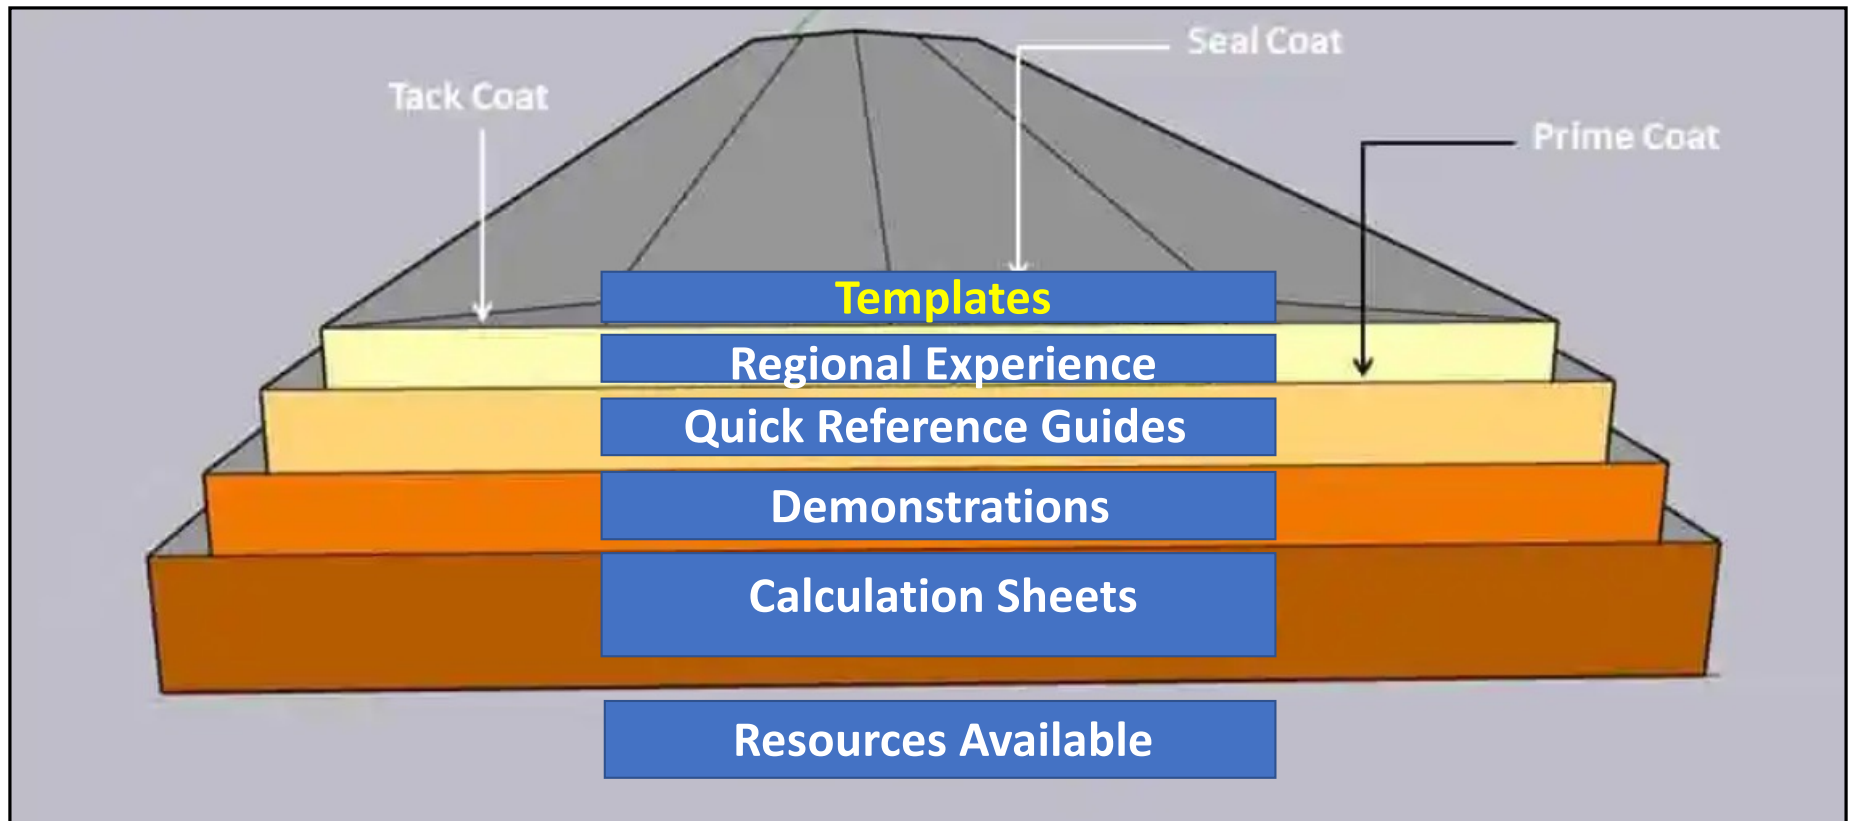 Seal Coat
Tack Coat
Prime Coat
Templates
Regional Experience
Quick Reference Guides
Demonstrations
Calculation Sheets
Resources Available